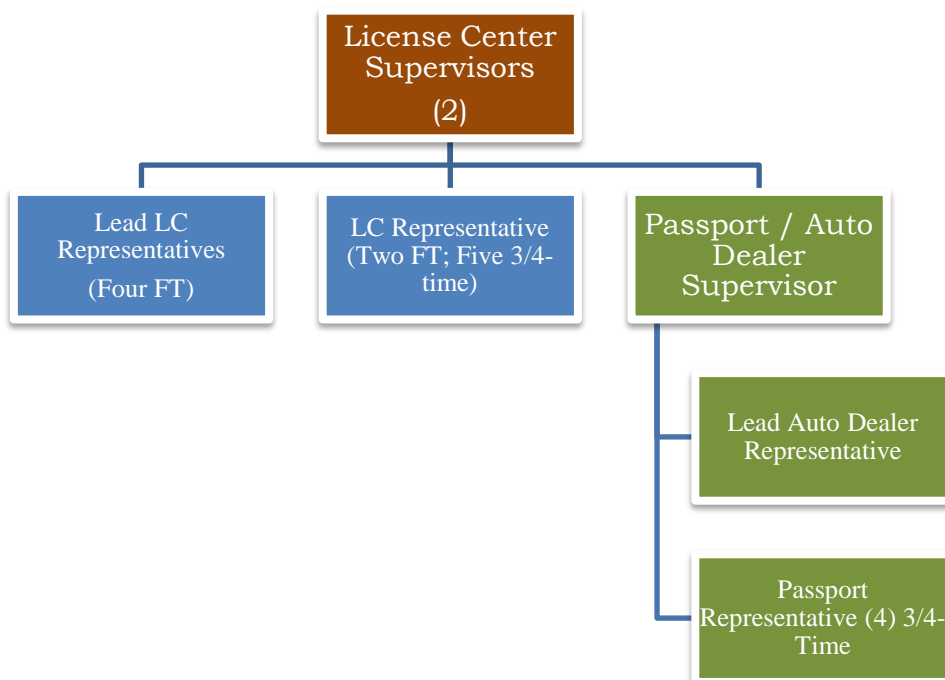 License Center
Supervisors
(2)
Lead LC
Representatives
(Four FT)
LC Representative
(Two FT; Five 3/4-
time)
Passport / Auto
Dealer
Supervisor
Lead Auto Dealer
Representative
Passport
Representative (4) 3/4-
Time